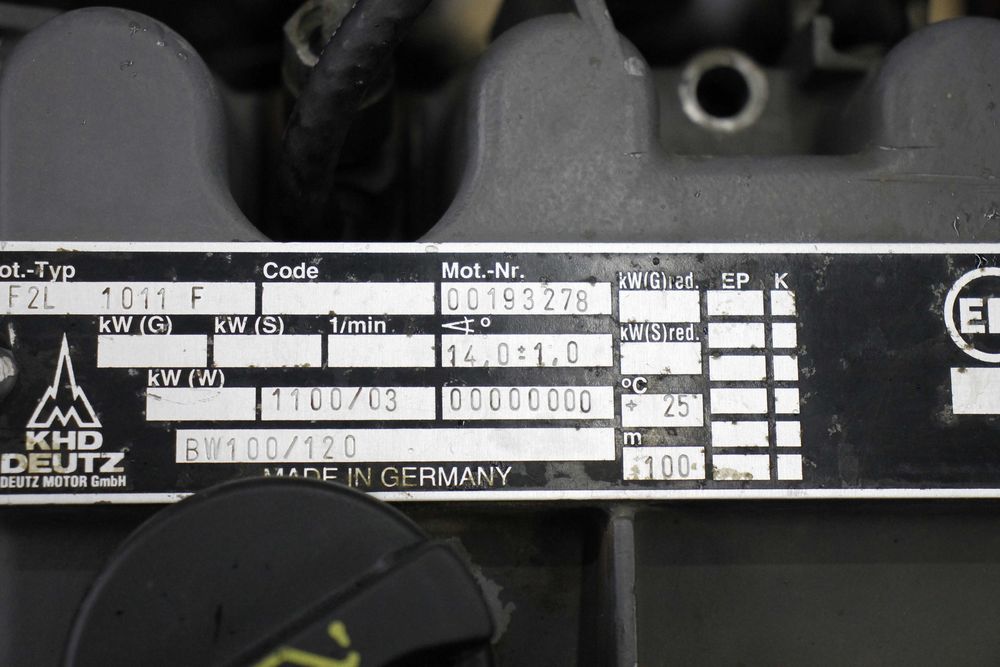 ot.-Typ Code Mot.-Nr. kW(G)red. EP K
F2L 1011 F 00193278
kW (G) kW (S) 1/min ∢ º kW(S)red.
14,0±1,0
kW (W) ºC
1100/03 00000000 + 25
KHD BW100/120 m
DEUTZ MADE IN GERMANY 100
DEUTZ MOTOR GmbH